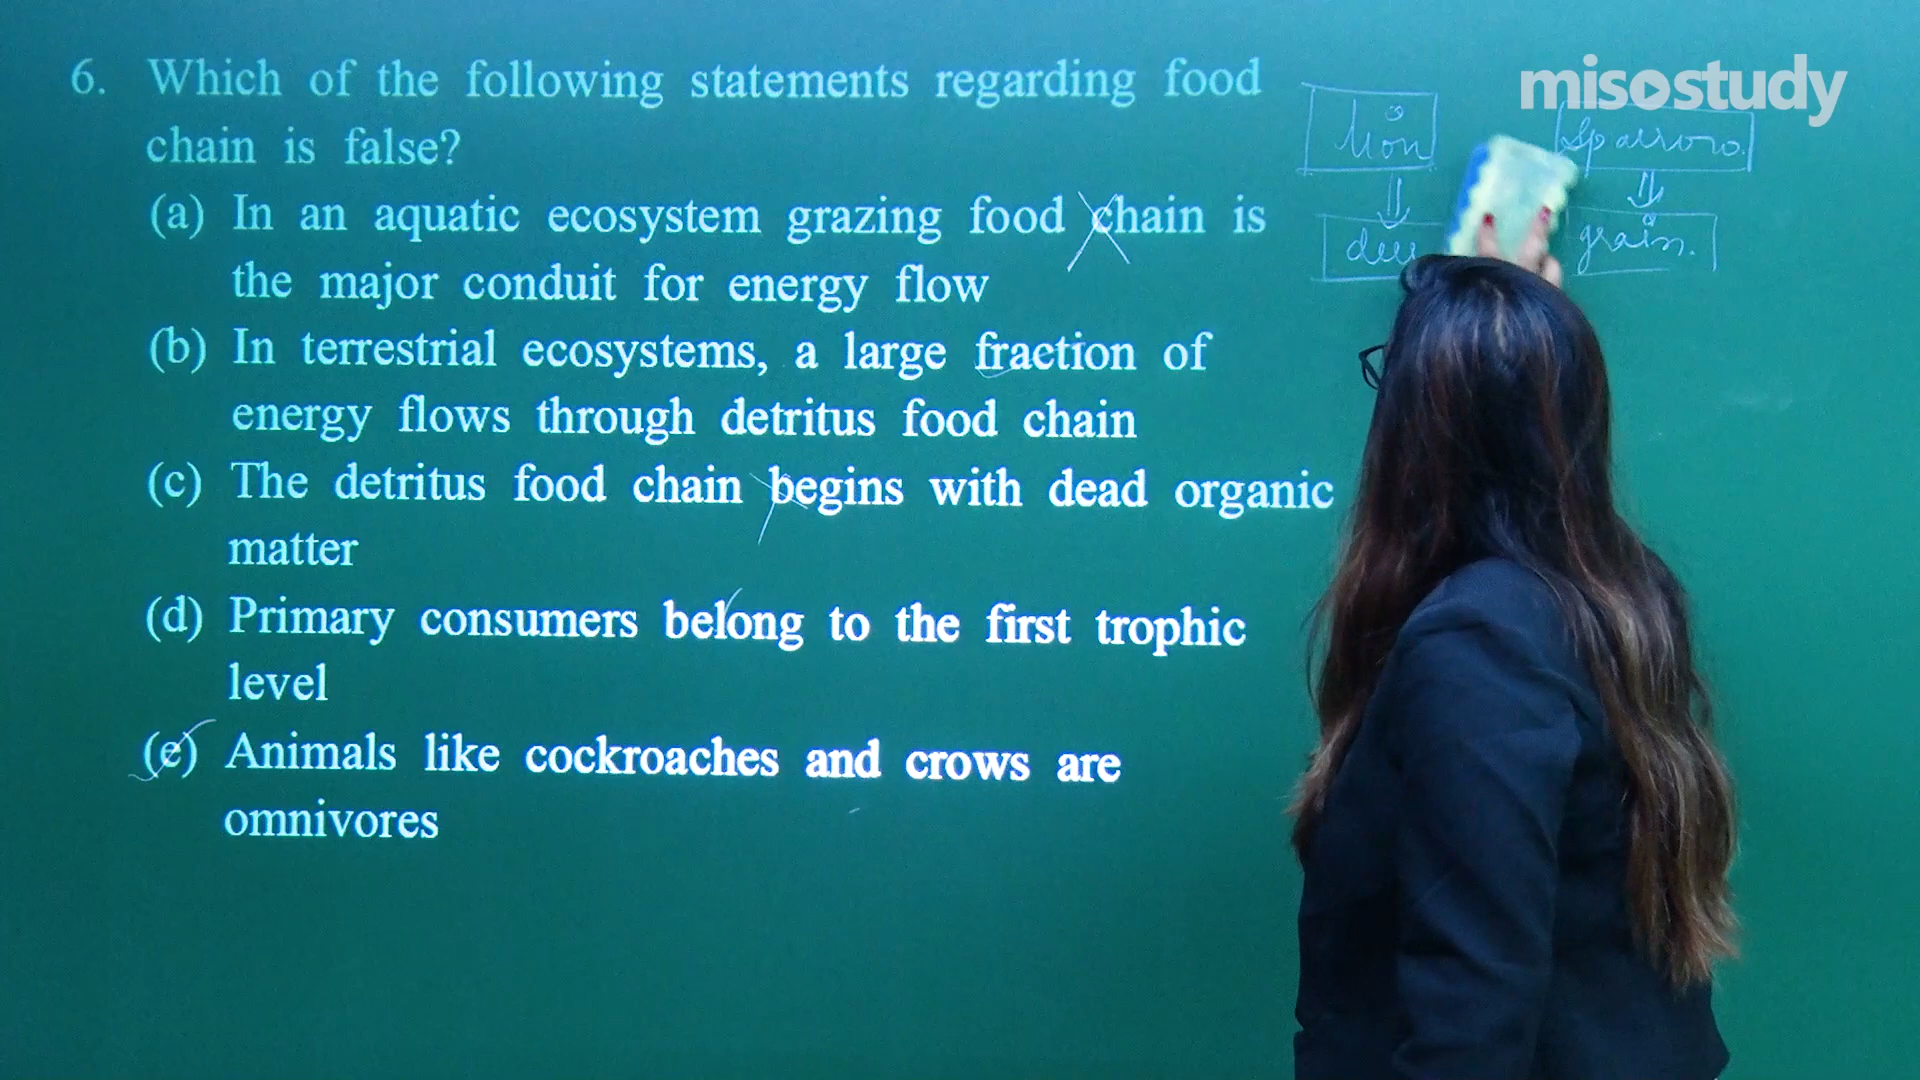 6. Which of the following statements regarding food
chain is false?
(a) In an aquatic ecosystem grazing food chain is
the major conduit for energy flow
(b) In terrestrial ecosystems, a large fraction of
energy flows through detritus food chain
(c) The detritus food chain begins with dead organic
matter
(d) Primary consumers belong to the first trophic
level
(e) Animals like cockroaches and crows are
omnivores
misostudy
lion
Sparrow.
grain.